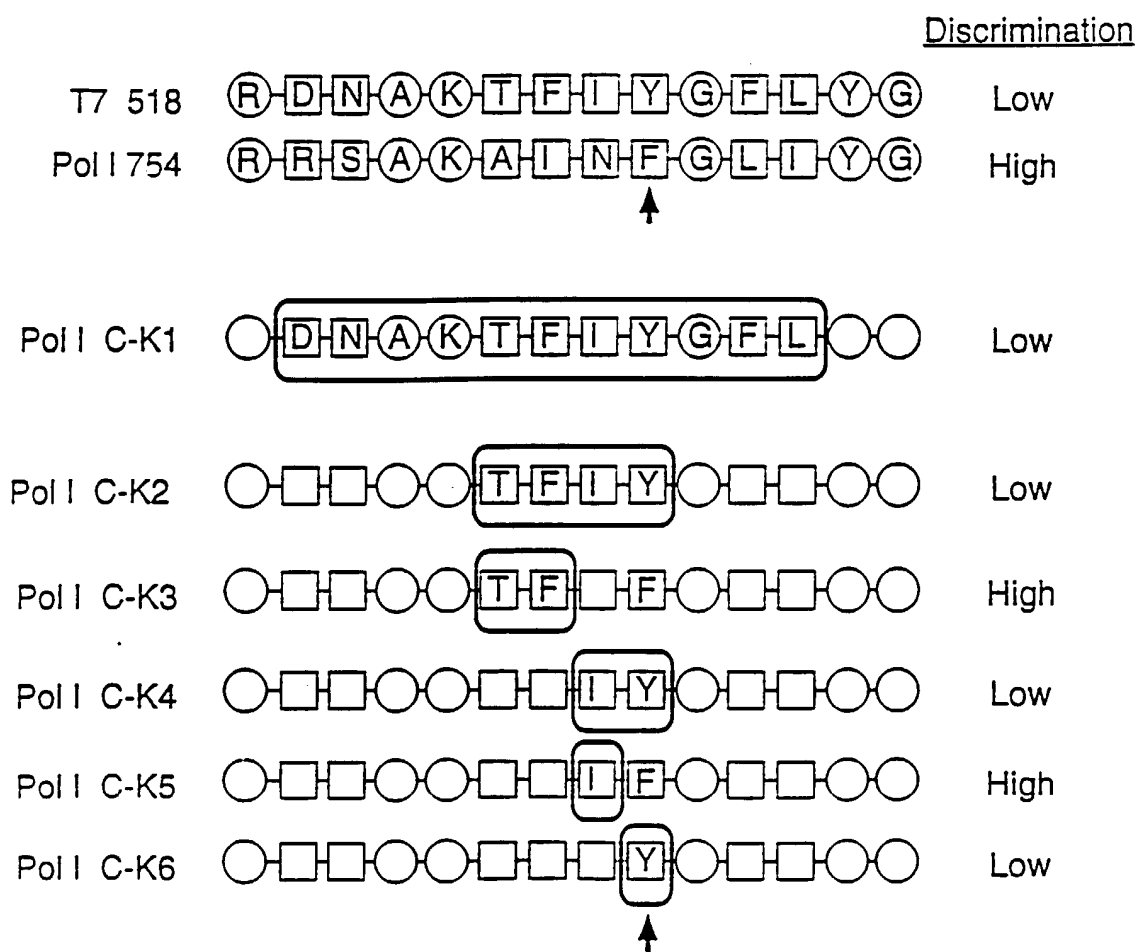 Discrimination
T7 518 R D N A K T F I Y G F L Y G Low
Pol I 754 R R S A K A I N F G L I Y G High
Pol I C-K1 D N A K T F I Y G F L Low
Pol I C-K2 T F I Y Low
Pol I C-K3 T F F High
Pol I C-K4 I Y Low
Pol I C-K5 I F High
Pol I C-K6 Y Low